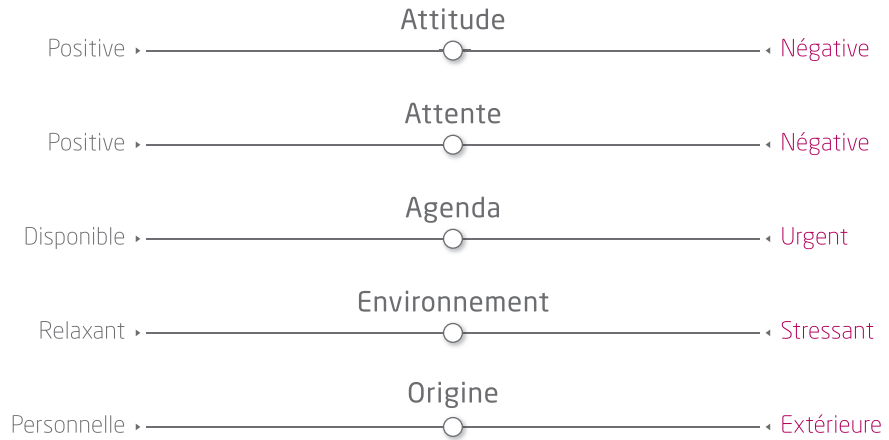 Attitude
Positive Négative
Attente
Positive Négative
Agenda
Disponible Urgent
Environnement
Relaxant Stressant
Origine
Personnelle Extérieure